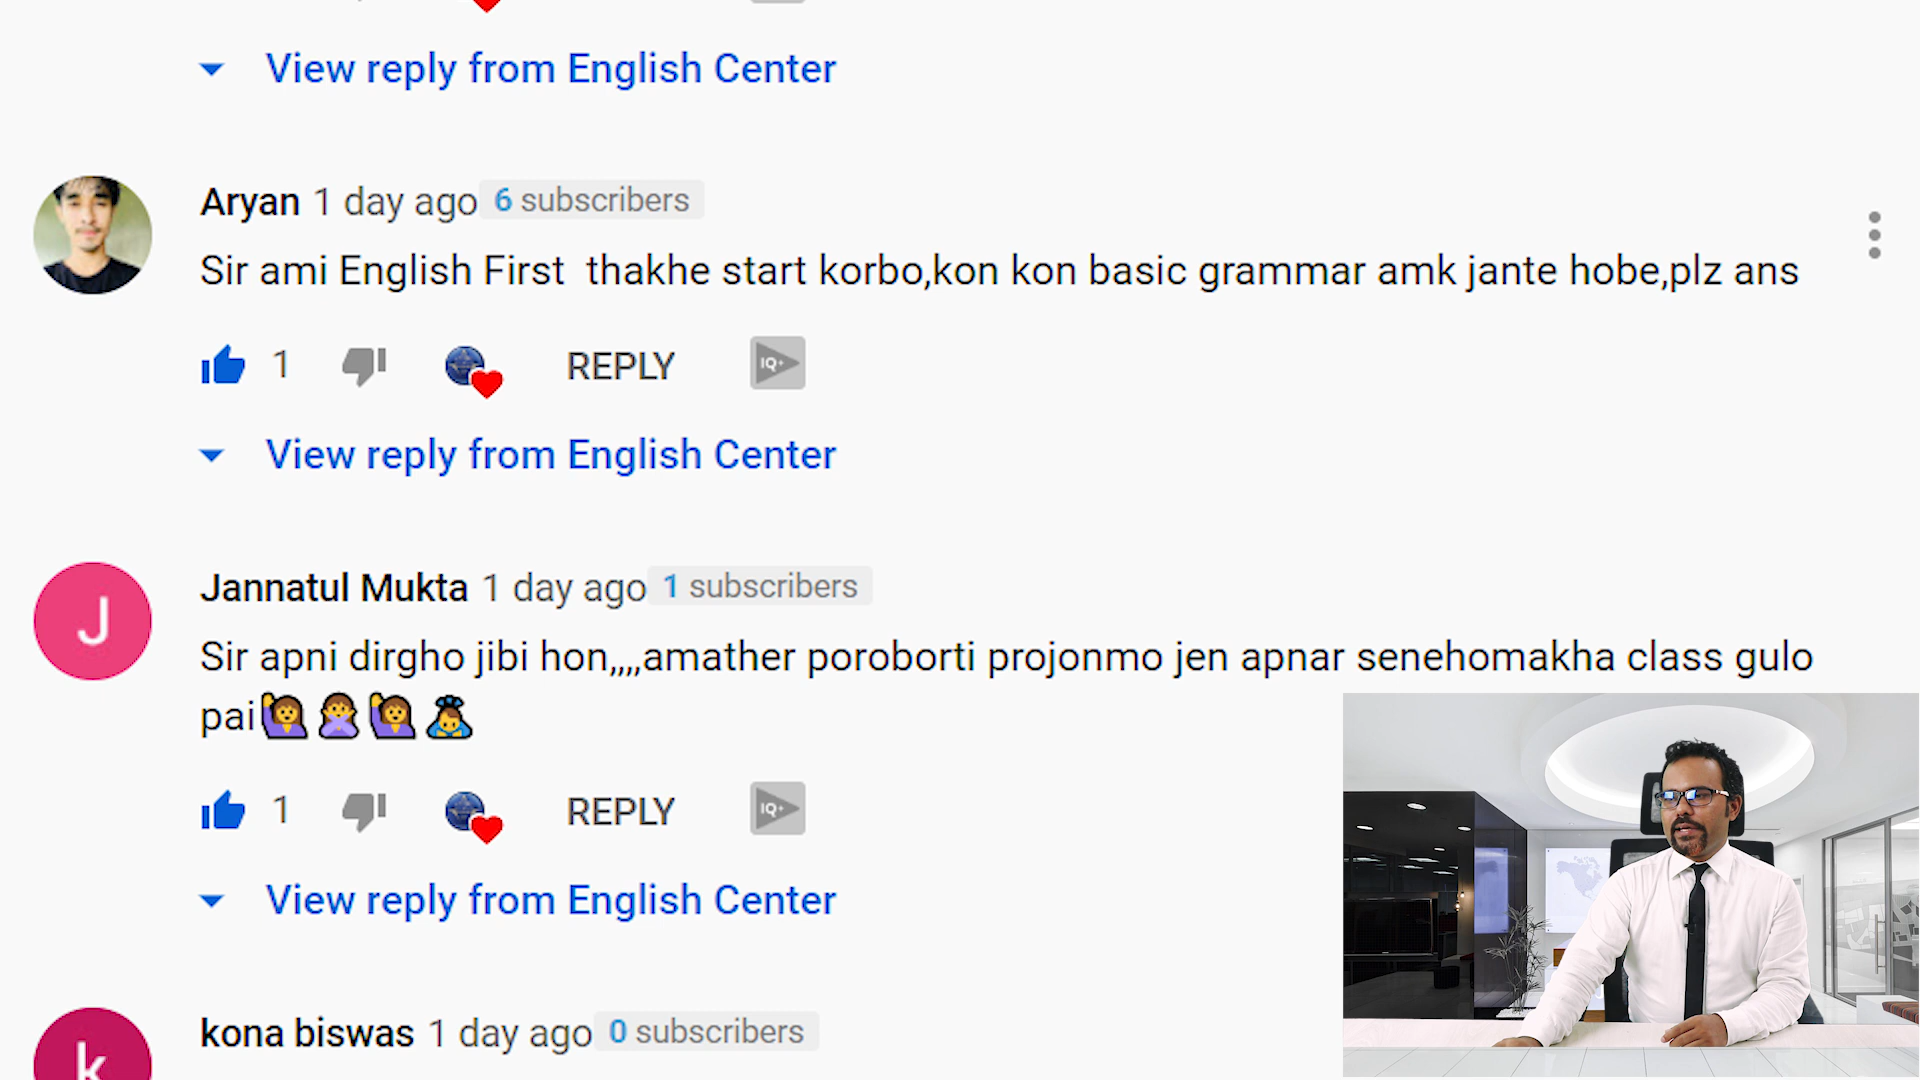 View reply from English Center
Aryan 1 day ago 6 subscribers
Sir ami English First  thakhe start korbo,kon kon basic grammar amk jante hobe,plz ans
1 REPLY IQ+
View reply from English Center
J
Jannatul Mukta 1 day ago 1 subscribers
Sir apni dirgho jibi hon,,,,amather poroborti projonmo jen apnar senehomakha class gulo
pai🙋‍♀️🙅‍♀️🙋‍♀️🙇‍♀️
1 REPLY IQ+
View reply from English Center
k
kona biswas 1 day ago 0 subscribers